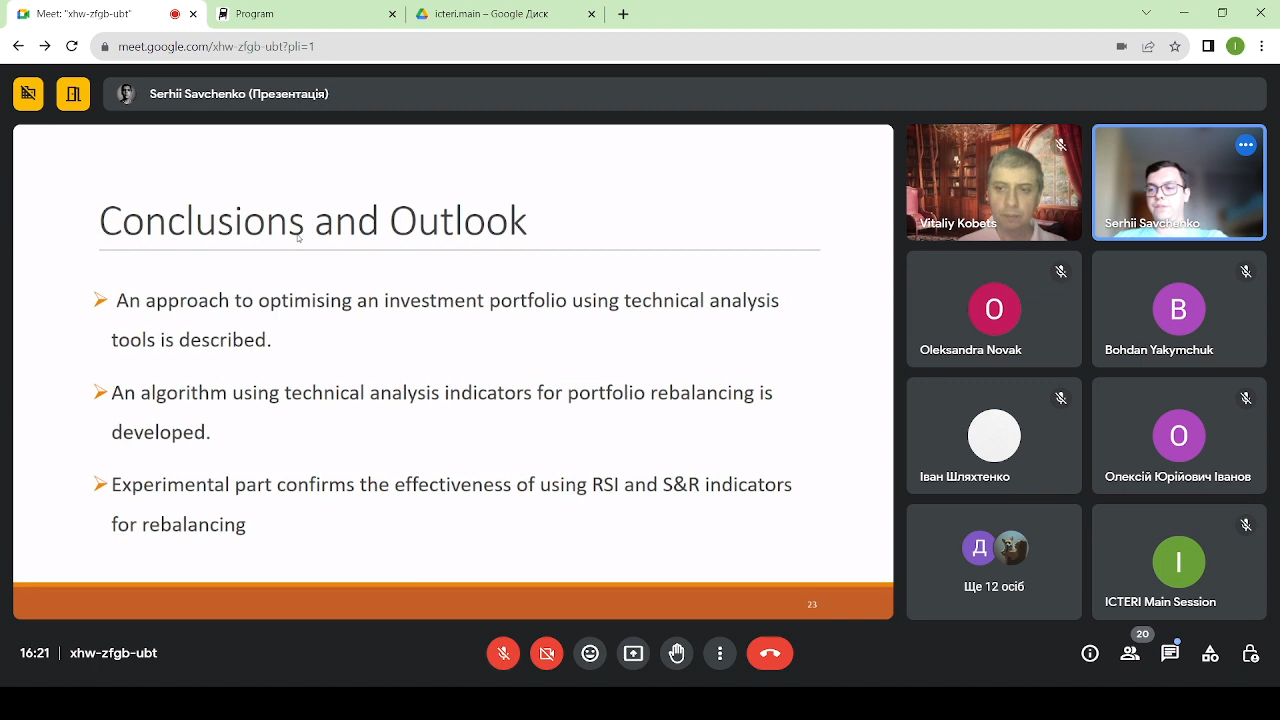 Meet: "xhw-zfgb-ubt"
Program
icteri.main – Google Диск
meet.google.com/xhw-zfgb-ubt?pli=1
I
Serhii Savchenko (Презентація)
Conclusions and Outlook
An approach to optimising an investment portfolio using technical analysis
tools is described.
An algorithm using technical analysis indicators for portfolio rebalancing is
developed.
Experimental part confirms the effectiveness of using RSI and S&R indicators
for rebalancing
23
Vitaliy Kobets
Serhii Savchenko
O
Oleksandra Novak
B
Bohdan Yakymchuk
Іван Шляхтенко
О
Олексій Юрійович Іванов
Д
Ще 12 осіб
I
ICTERI Main Session
16:21
xhw-zfgb-ubt
20